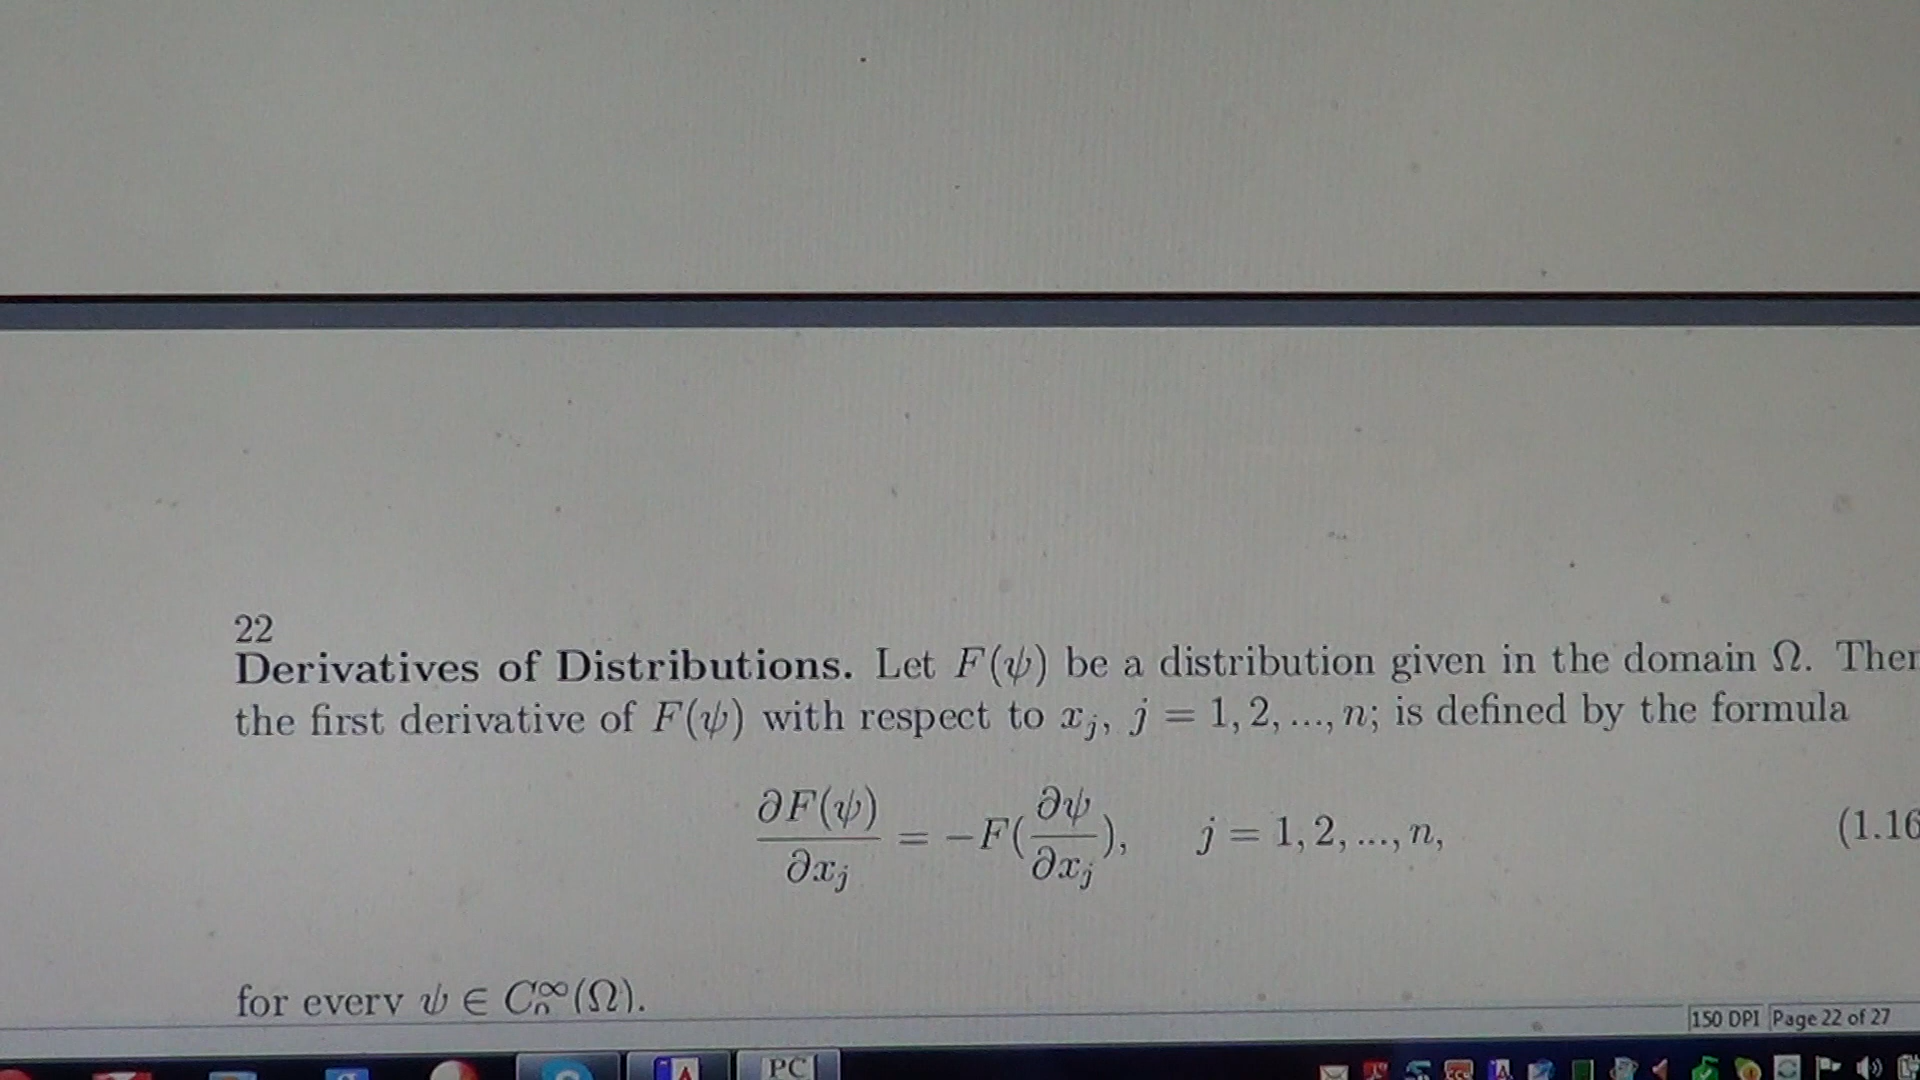 22
Derivatives of Distributions. Let F(ψ) be a distribution given in the domain Ω. Then
the first derivative of F(ψ) with respect to x_j, j = 1, 2, ..., n; is defined by the formula
∂F(ψ)/∂x_j = −F(∂ψ/∂x_j), j = 1, 2, ..., n, (1.16
for every ψ ∈ C_0^∞(Ω).
150 DPI Page 22 of 27
PC